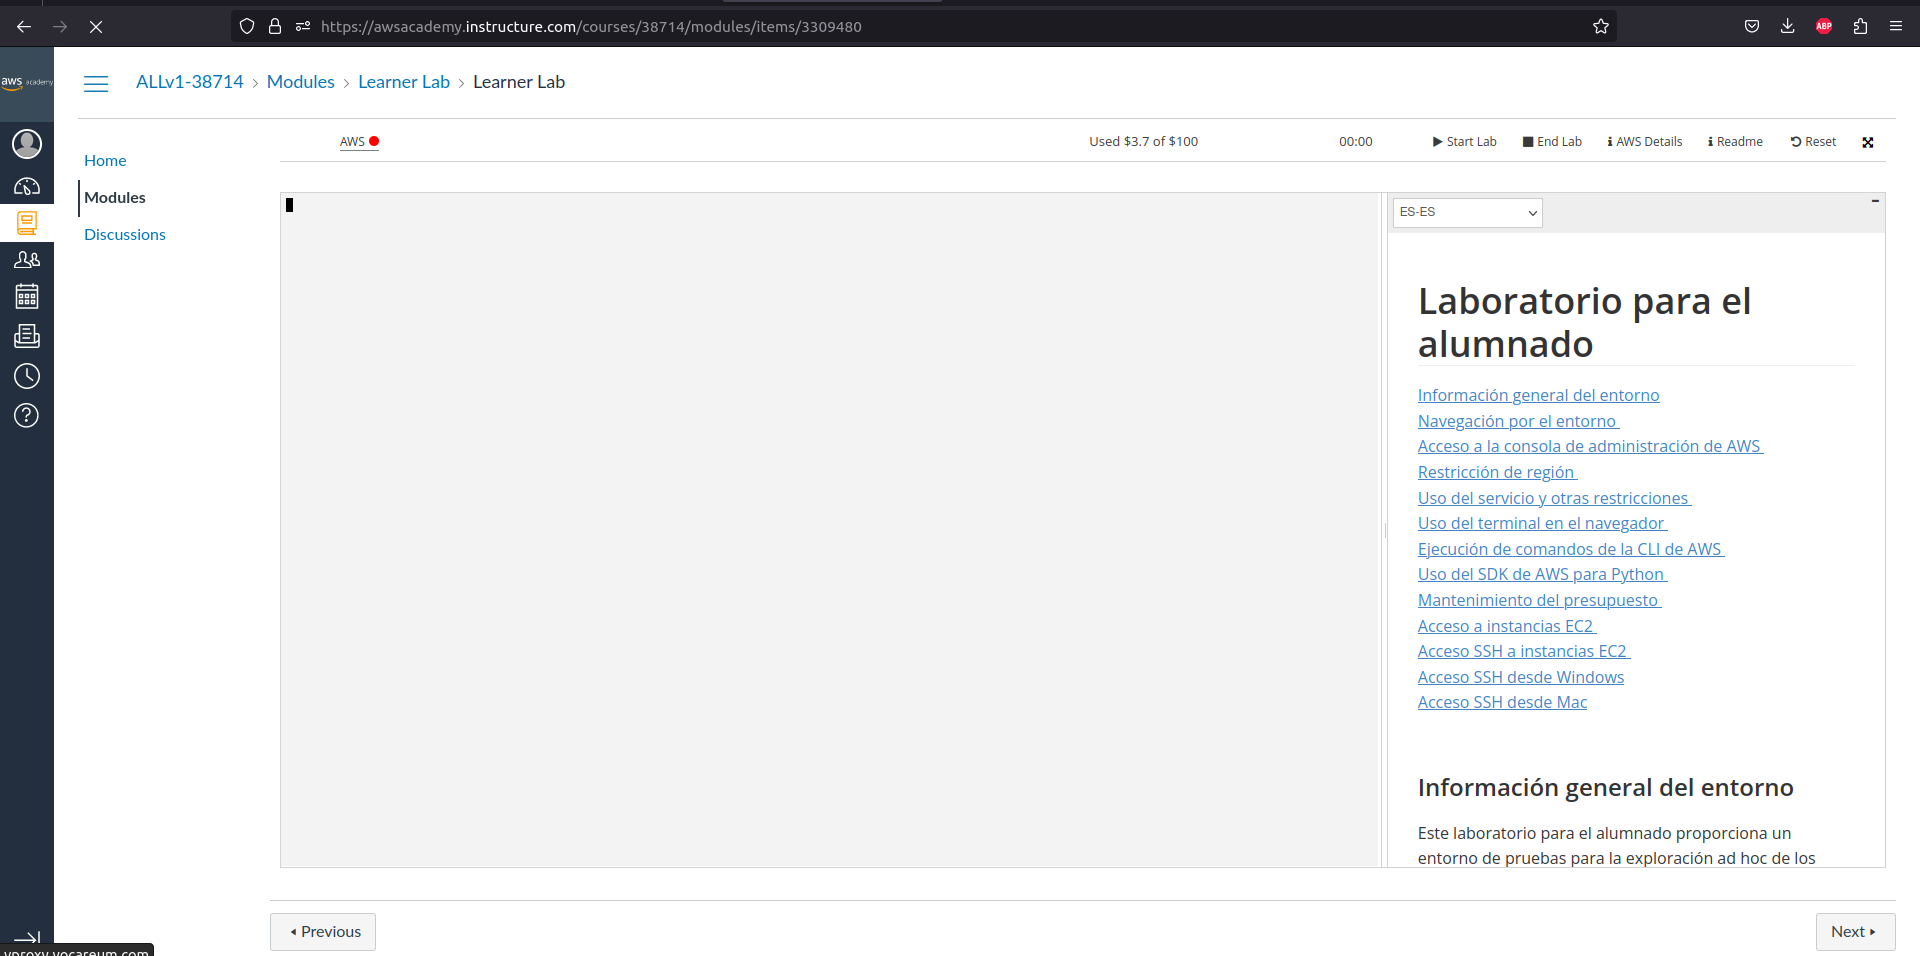 https://awsacademy.instructure.com/courses/38714/modules/items/3309480
ABP
aws academy
ALLv1-38714 > Modules > Learner Lab > Learner Lab
Home
Modules
Discussions
AWS
Used $3.7 of $100
00:00
Start Lab
End Lab
AWS Details
Readme
Reset
ES-ES
Laboratorio para el
alumnado
Información general del entorno
Navegación por el entorno
Acceso a la consola de administración de AWS
Restricción de región
Uso del servicio y otras restricciones
Uso del terminal en el navegador
Ejecución de comandos de la CLI de AWS
Uso del SDK de AWS para Python
Mantenimiento del presupuesto
Acceso a instancias EC2
Acceso SSH a instancias EC2
Acceso SSH desde Windows
Acceso SSH desde Mac
Información general del entorno
Este laboratorio para el alumnado proporciona un
entorno de pruebas para la exploración ad hoc de los
Previous
Next
vproxy.vocareum.com